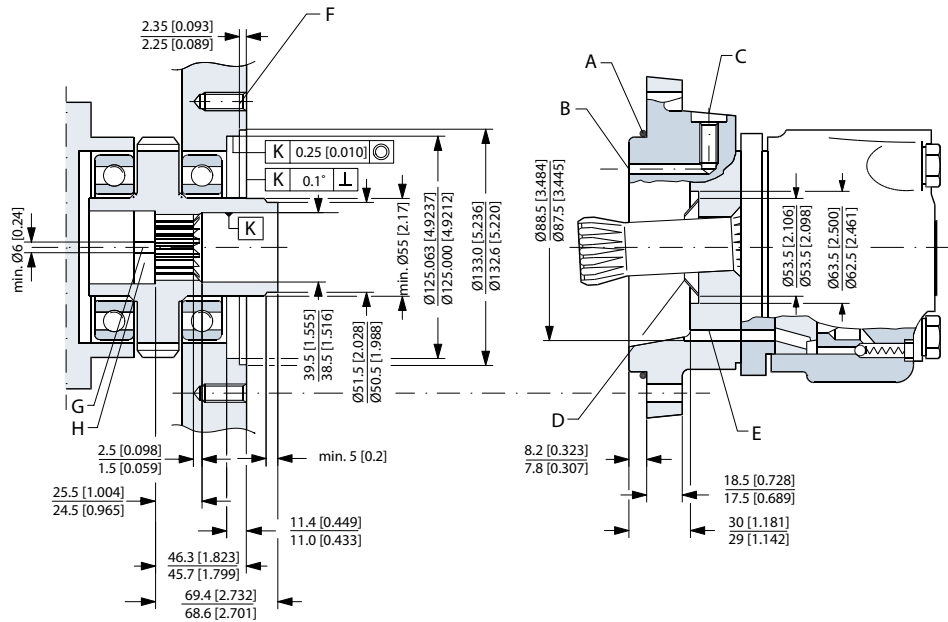 2.35 [0.093]
2.25 [0.089]
F
K 0.25 [0.010]
K 0.1° ⊥
K
min. Ø6 [0.24]
G
H
39.5 [1.555]
38.5 [1.516]
Ø51.5 [2.028]
Ø50.5 [1.988]
min. Ø55 [2.17]
Ø125.063 [4.9237]
Ø125.000 [4.9212]
Ø133.0 [5.236]
Ø132.6 [5.220]
2.5 [0.098]
1.5 [0.059]
min. 5 [0.2]
25.5 [1.004]
24.5 [0.965]
11.4 [0.449]
11.0 [0.433]
46.3 [1.823]
45.7 [1.799]
69.4 [2.732]
68.6 [2.701]
A
B
C
D
E
Ø88.5 [3.484]
Ø87.5 [3.445]
Ø53.5 [2.106]
Ø53.5 [2.098]
Ø63.5 [2.500]
Ø62.5 [2.461]
8.2 [0.323]
7.8 [0.307]
18.5 [0.728]
17.5 [0.689]
30 [1.181]
29 [1.142]